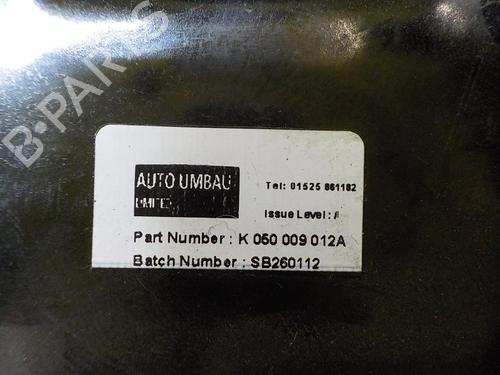 B-PARTS
AUTO UMBAU
LIMITED
Tel: 01525 861182
Issue Level: A
Part Number : K 050 009 012A
Batch Number : SB260112